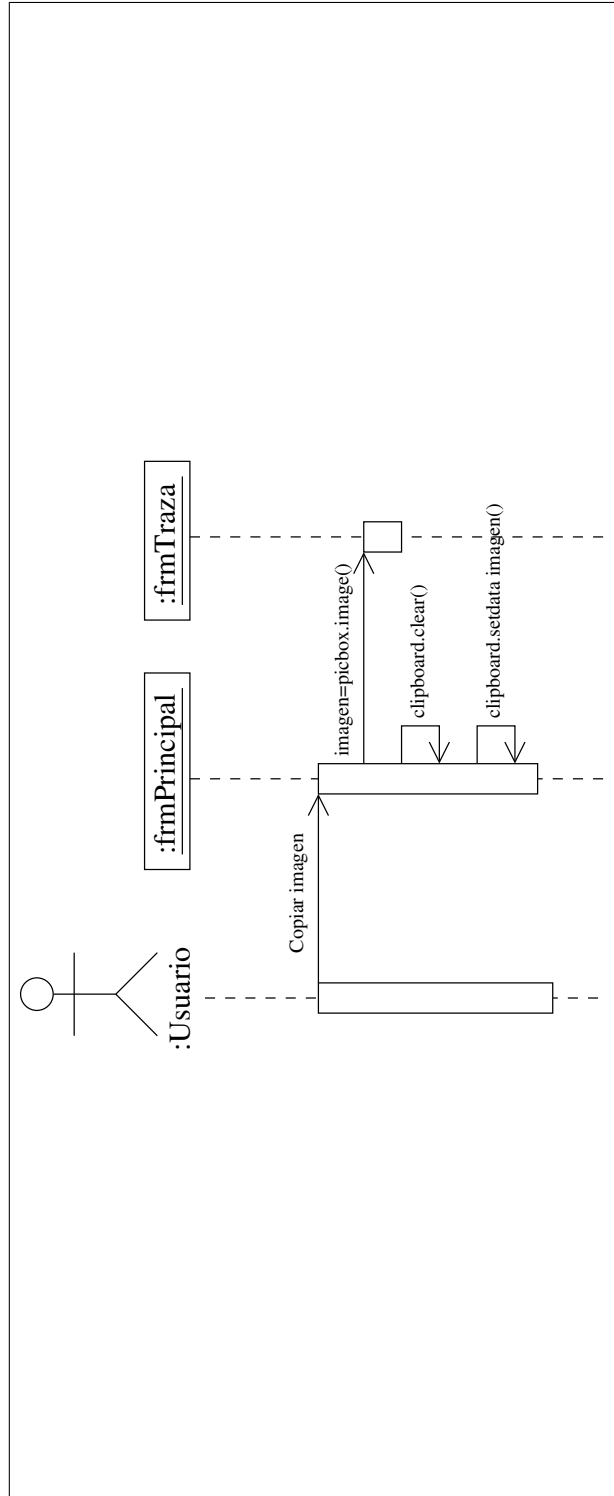 :Usuario
:frmPrincipal
:frmTraza
Copiar imagen
imagen=picbox.image()
clipboard.clear()
clipboard.setdata imagen()